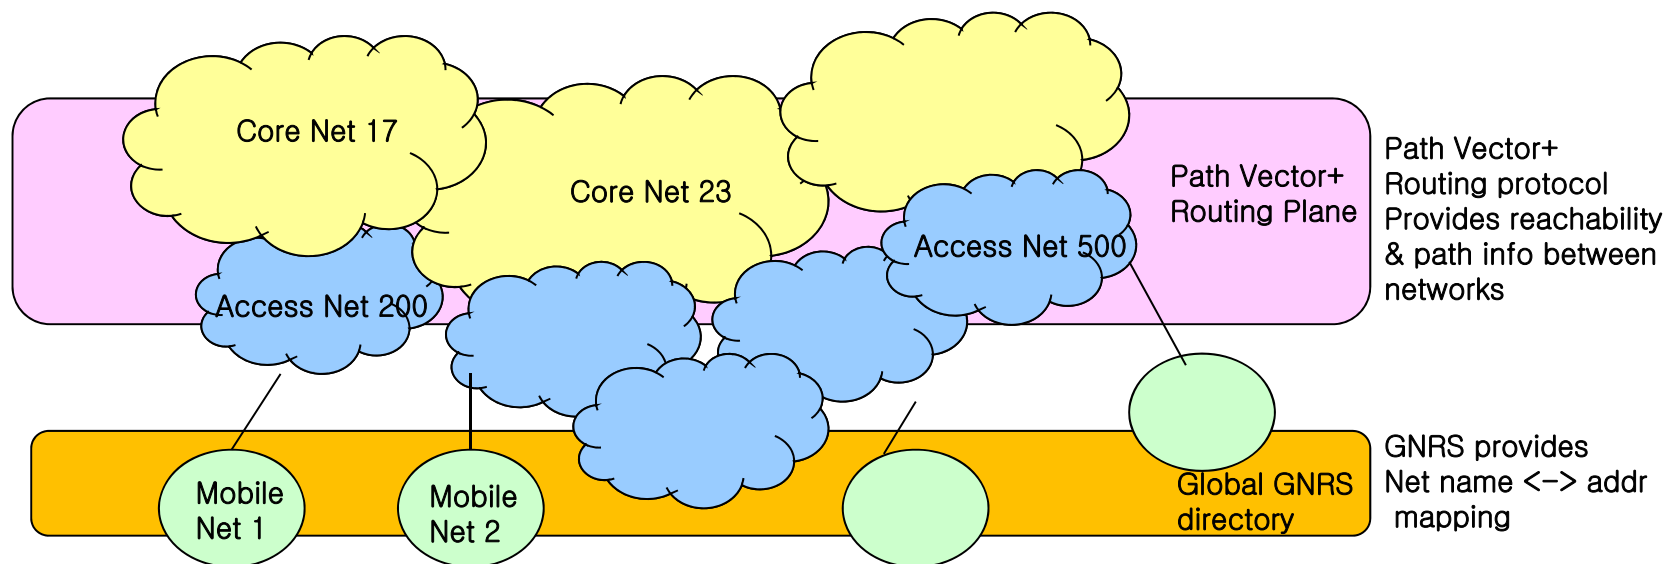 Core Net 17
Core Net 23
Path Vector+
Routing Plane
Path Vector+
Routing protocol
Provides reachability
& path info between
networks
Access Net 500
Access Net 200
Mobile
Net 1
Mobile
Net 2
Global GNRS
directory
GNRS provides
Net name <-> addr
mapping